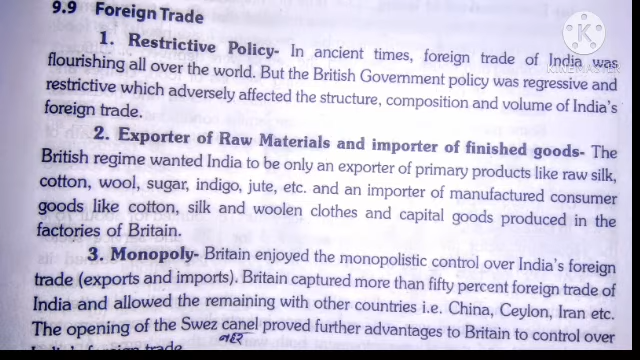 9.9 Foreign Trade
KINEMASTER
1. Restrictive Policy- In ancient times, foreign trade of India was
flourishing all over the world. But the British Government policy was regressive and
restrictive which adversely affected the structure, composition and volume of India's
foreign trade.
2. Exporter of Raw Materials and importer of finished goods- The
British regime wanted India to be only an exporter of primary products like raw silk,
cotton, wool, sugar, indigo, jute, etc. and an importer of manufactured consumer
goods like cotton, silk and woolen clothes and capital goods produced in the
factories of Britain.
3. Monopoly- Britain enjoyed the monopolistic control over India's foreign
trade (exports and imports). Britain captured more than fifty percent foreign trade of
India and allowed the remaining with other countries i.e. China, Ceylon, Iran etc.
The opening of the Swez canel proved further advantages to Britain to control over
नहर
India's foreign trade.